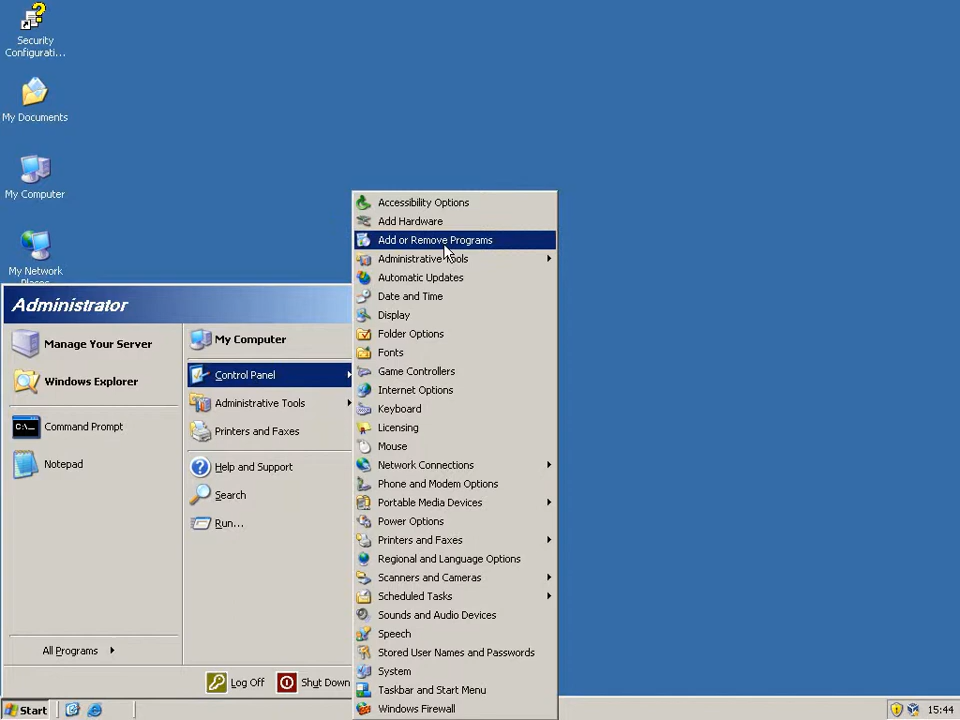 Security
Configurati...
My Documents
My Computer
My Network
Places
Administrator
Manage Your Server
Windows Explorer
Command Prompt
Notepad
All Programs
My Computer
Control Panel
Administrative Tools
Printers and Faxes
Help and Support
Search
Run...
Log Off
Shut Down
Accessibility Options
Add Hardware
Add or Remove Programs
Administrative Tools
Automatic Updates
Date and Time
Display
Folder Options
Fonts
Game Controllers
Internet Options
Keyboard
Licensing
Mouse
Network Connections
Phone and Modem Options
Portable Media Devices
Power Options
Printers and Faxes
Regional and Language Options
Scanners and Cameras
Scheduled Tasks
Sounds and Audio Devices
Speech
Stored User Names and Passwords
System
Taskbar and Start Menu
Windows Firewall
Start
15:44